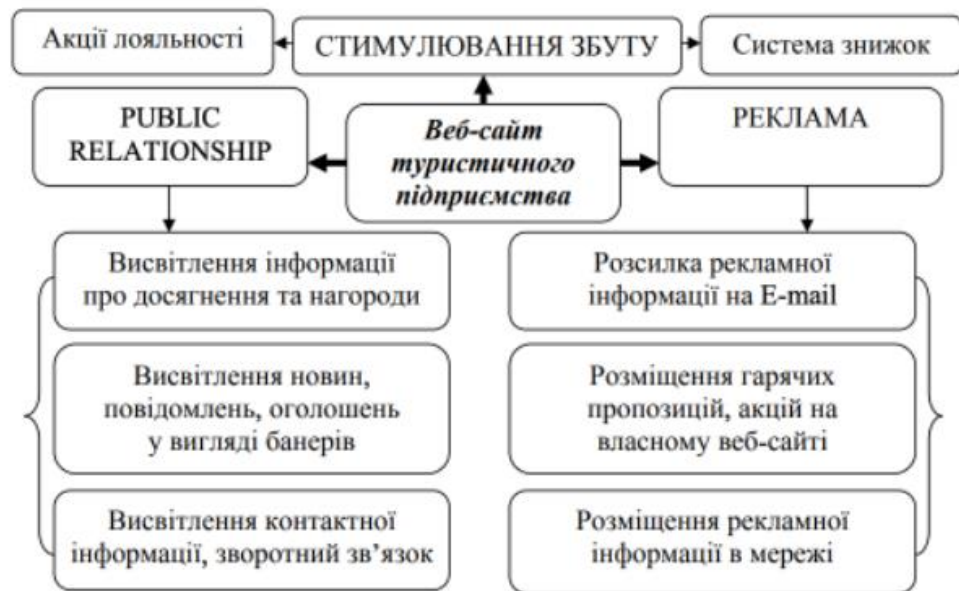 Акції лояльності
СТИМУЛЮВАННЯ ЗБУТУ
Система знижок
PUBLIC
RELATIONSHIP
Веб-сайт
туристичного
підприємства
РЕКЛАМА
Висвітлення інформації
про досягнення та нагороди
Висвітлення новин,
повідомлень, оголошень
у вигляді банерів
Висвітлення контактної
інформації, зворотний зв’язок
Розсилка рекламної
інформації на E-mail
Розміщення гарячих
пропозицій, акцій на
власному веб-сайті
Розміщення рекламної
інформації в мережі